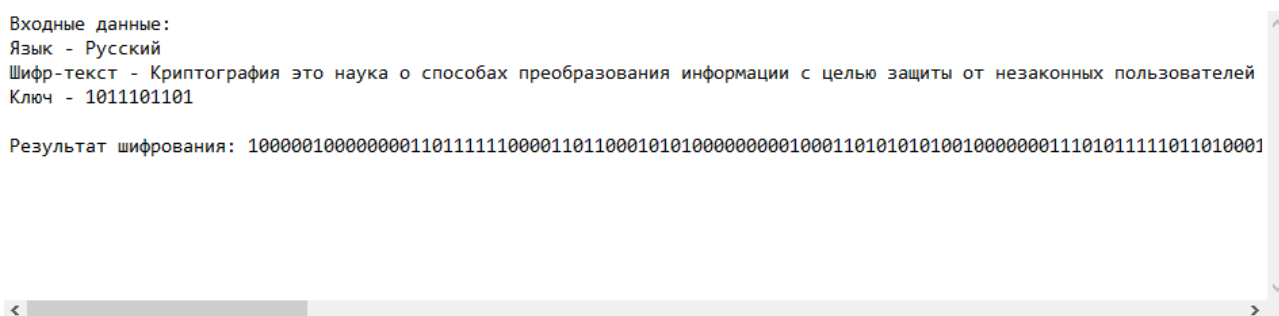 Входные данные:
Язык - Русский
Шифр-текст - Криптография это наука о способах преобразования информации с целью защиты от незаконных пользователей
Ключ - 1011101101
Результат шифрования: 1000001000000001101111110000110110001010100000000010001101010101001000000011101011111011010001